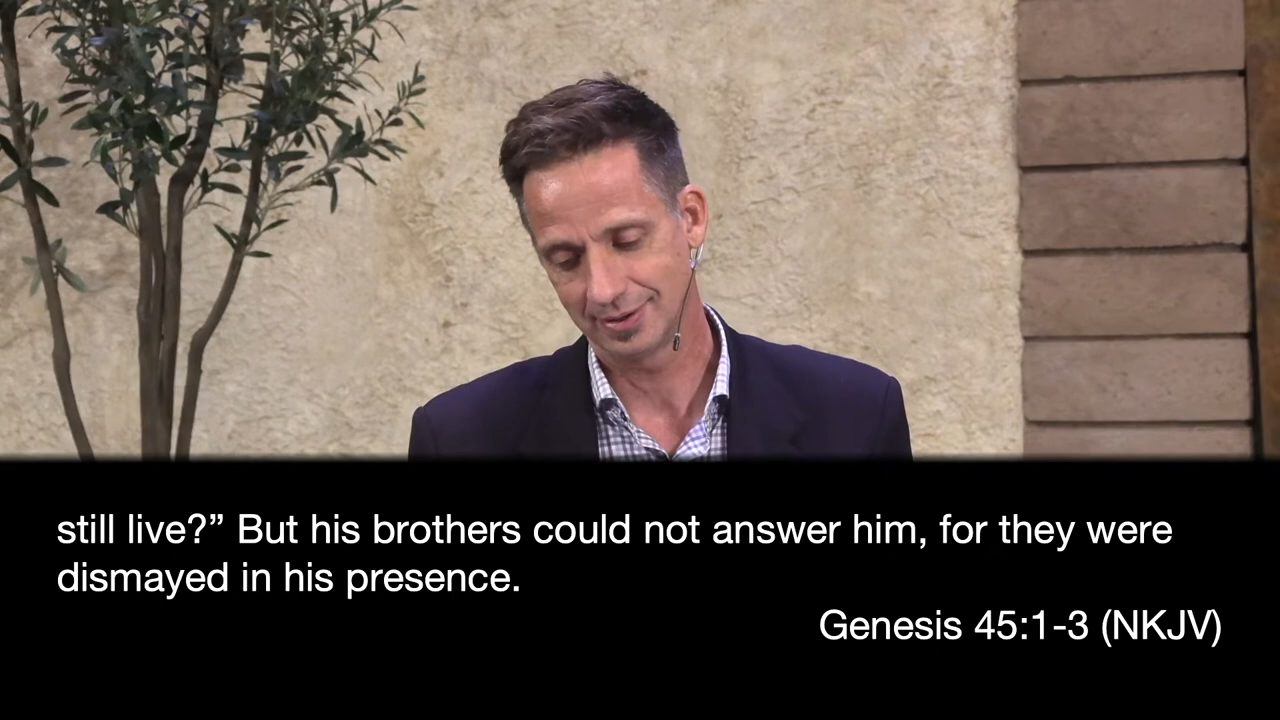 still live?” But his brothers could not answer him, for they were
dismayed in his presence.
Genesis 45:1-3 (NKJV)